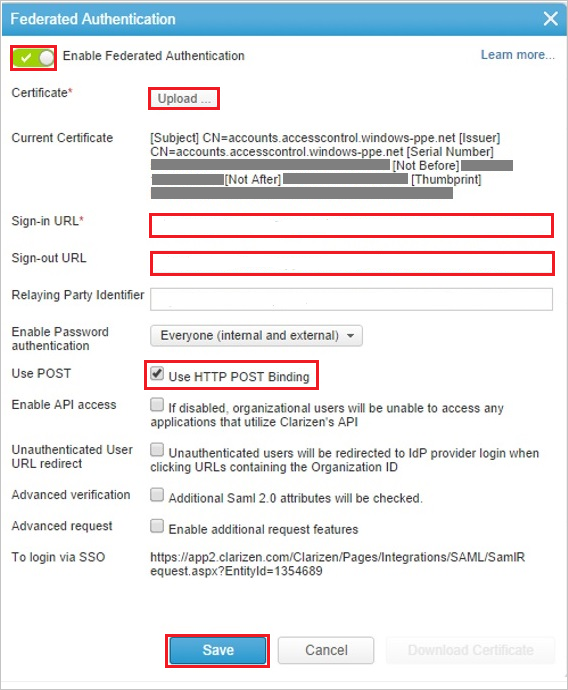 Federated Authentication
Enable Federated Authentication
Learn more...
Certificate*
Upload ...
Current Certificate
[Subject] CN=accounts.accesscontrol.windows-ppe.net [Issuer]
CN=accounts.accesscontrol.windows-ppe.net [Serial Number]
[Not Before]
[Not After] [Thumbprint]
Sign-in URL*
Sign-out URL
Relaying Party Identifier
Enable Password
authentication
Everyone (internal and external)
Use POST
Use HTTP POST Binding
Enable API access
If disabled, organizational users will be unable to access any
applications that utilize Clarizen's API
Unauthenticated User
URL redirect
Unauthenticated users will be redirected to IdP provider login when
clicking URLs containing the Organization ID
Advanced verification
Additional Saml 2.0 attributes will be checked.
Advanced request
Enable additional request features
To login via SSO
https://app2.clarizen.com/Clarizen/Pages/Integrations/SAML/SamlR
equest.aspx?EntityId=1354689
Save
Cancel
Download Certificate